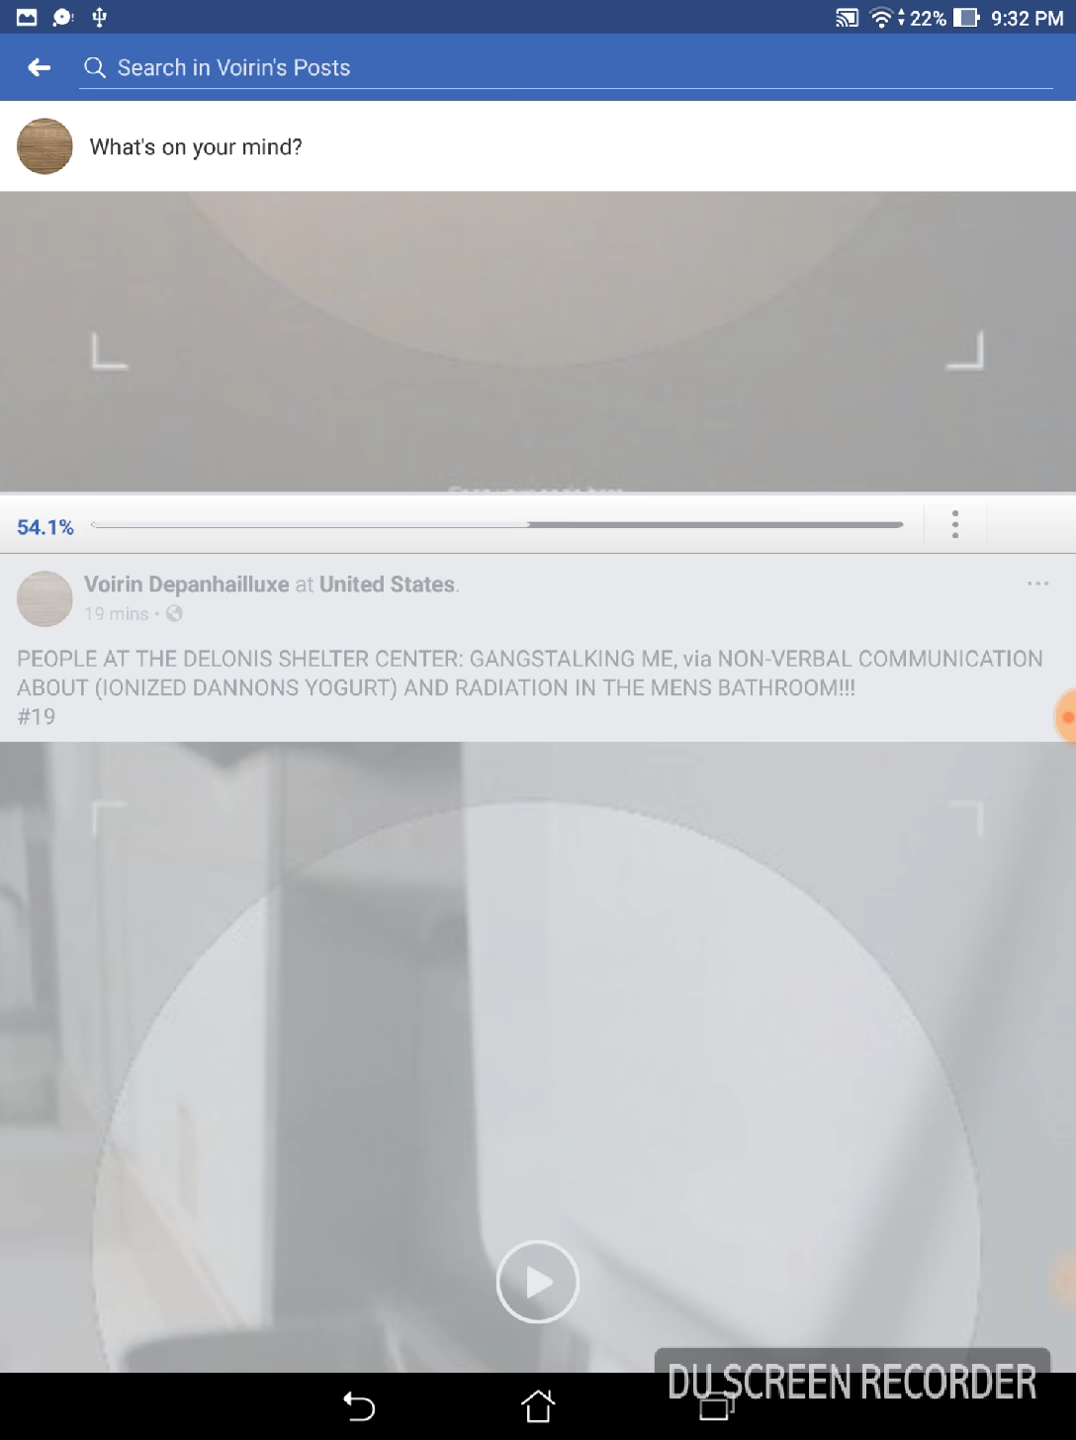 22% 9:32 PM
Search in Voirin's Posts
What's on your mind?
54.1%
Voirin Depanhailluxe at United States.
19 mins •
PEOPLE AT THE DELONIS SHELTER CENTER: GANGSTALKING ME, via NON-VERBAL COMMUNICATION
ABOUT (IONIZED DANNONS YOGURT) AND RADIATION IN THE MENS BATHROOM!!!
#19
DU SCREEN RECORDER